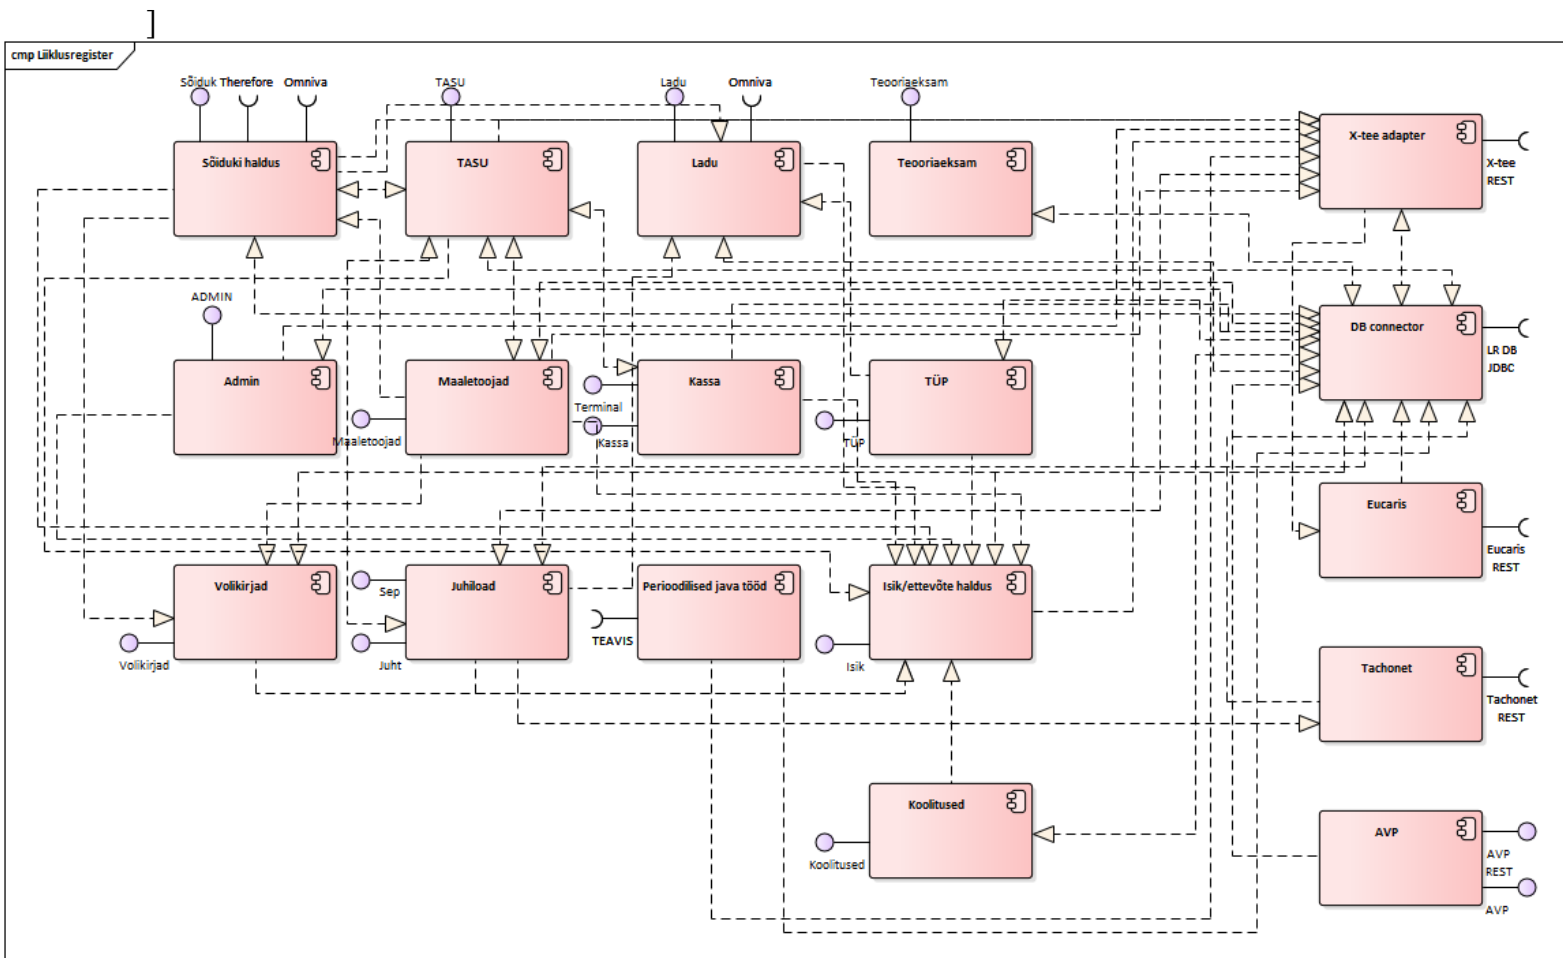 ]
cmp Liiklusregister
Sõiduk
Therefore
Omniva
TASU
Ladu
Omniva
Teooriaeksam
Sõiduki haldus
TASU
Ladu
Teooriaeksam
X-tee adapter
X-tee
REST
ADMIN
DB connector
LR DB
JDBC
Admin
Maaletoojad
Kassa
TÜP
Terminal
Maaletoojad
Kassa
TÜP
Eucaris
Eucaris
REST
Volikirjad
Sep
Juhiload
Perioodilised java tööd
Isik/ettevõte haldus
TEAVIS
Volikirjad
Juht
Isik
Tachonet
Tachonet
REST
Koolitused
Koolitused
AVP
AVP
REST
AVP